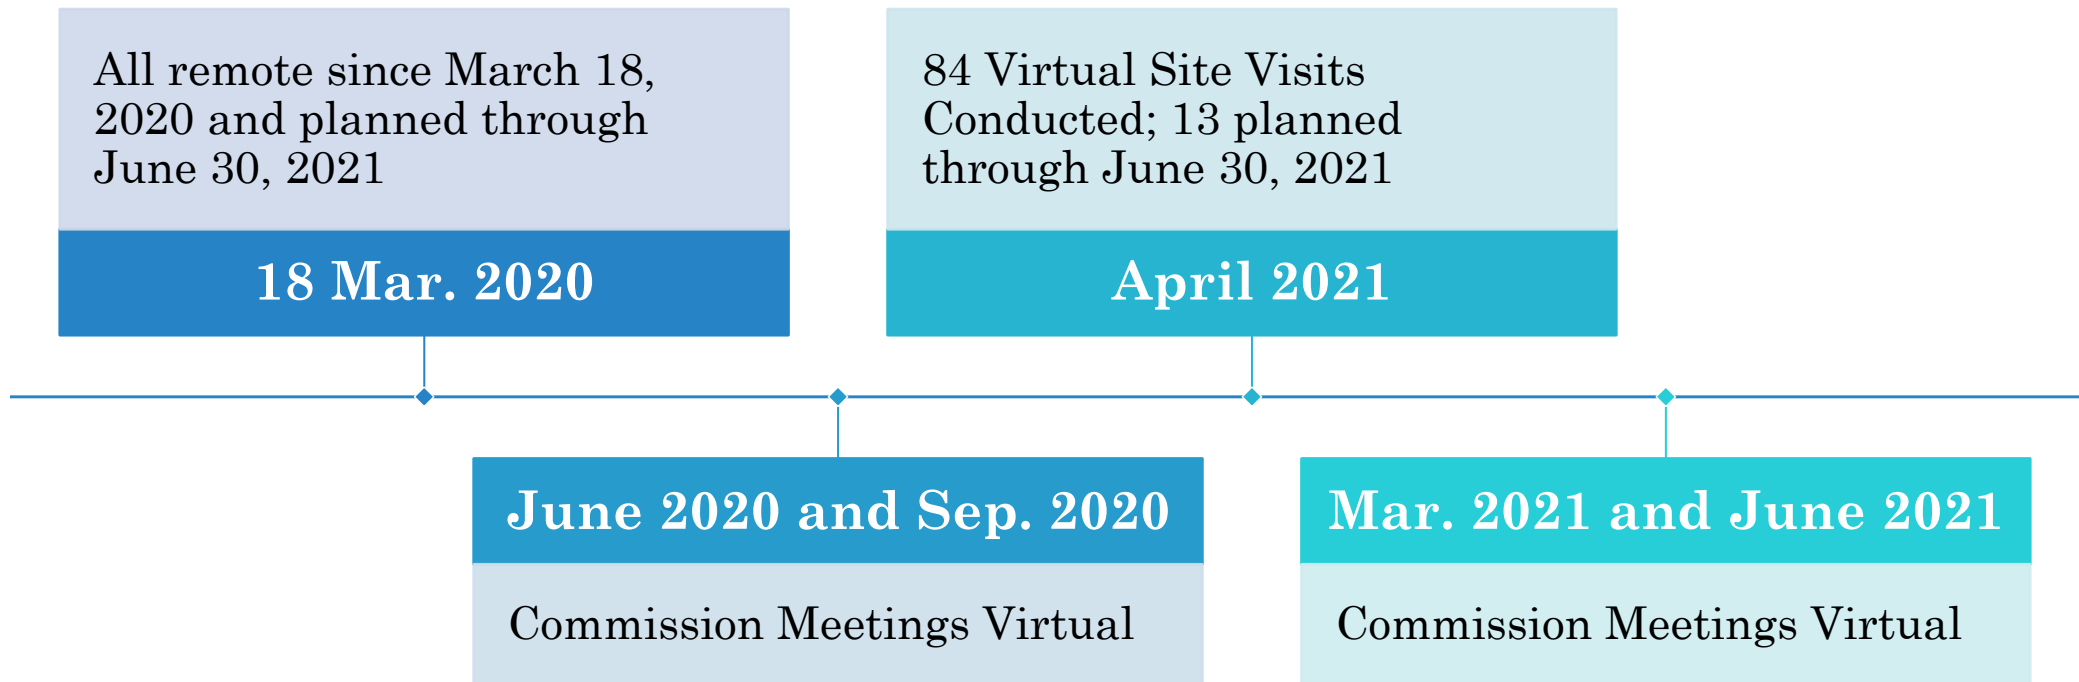 All remote since March 18,
2020 and planned through
June 30, 2021
18 Mar. 2020
84 Virtual Site Visits
Conducted; 13 planned
through June 30, 2021
April 2021
June 2020 and Sep. 2020
Commission Meetings Virtual
Mar. 2021 and June 2021
Commission Meetings Virtual